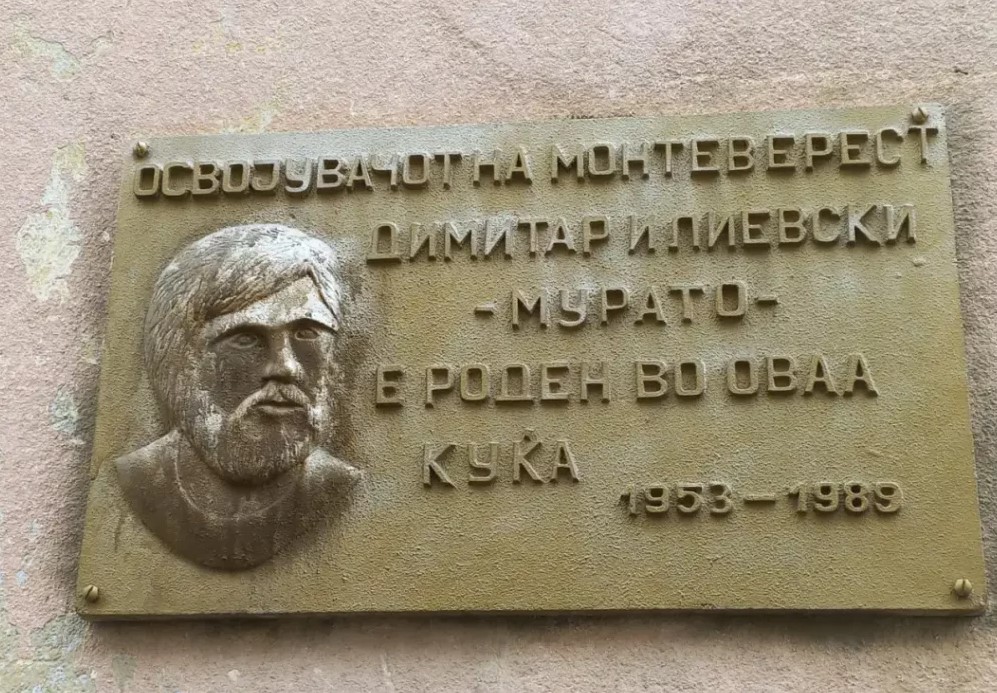 ОСВОЈУВАЧОТ НА МОНТЕВЕРЕСТ
ДИМИТАР ИЛИЕВСКИ
-МУРАТО-
Е РОДЕН ВО ОВАА
КУЌА
1953-1989